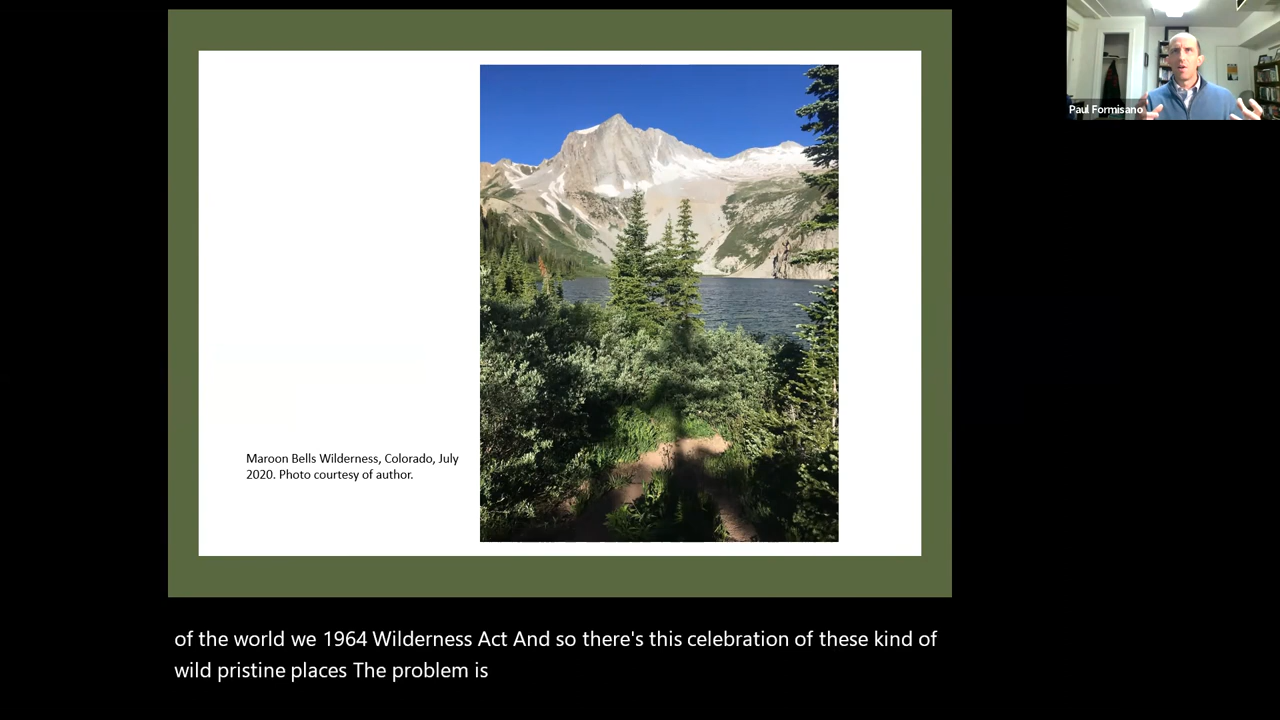 Paul Formisano
Maroon Bells Wilderness, Colorado, July
2020. Photo courtesy of author.
of the world we 1964 Wilderness Act And so there's this celebration of these kind of
wild pristine places The problem is